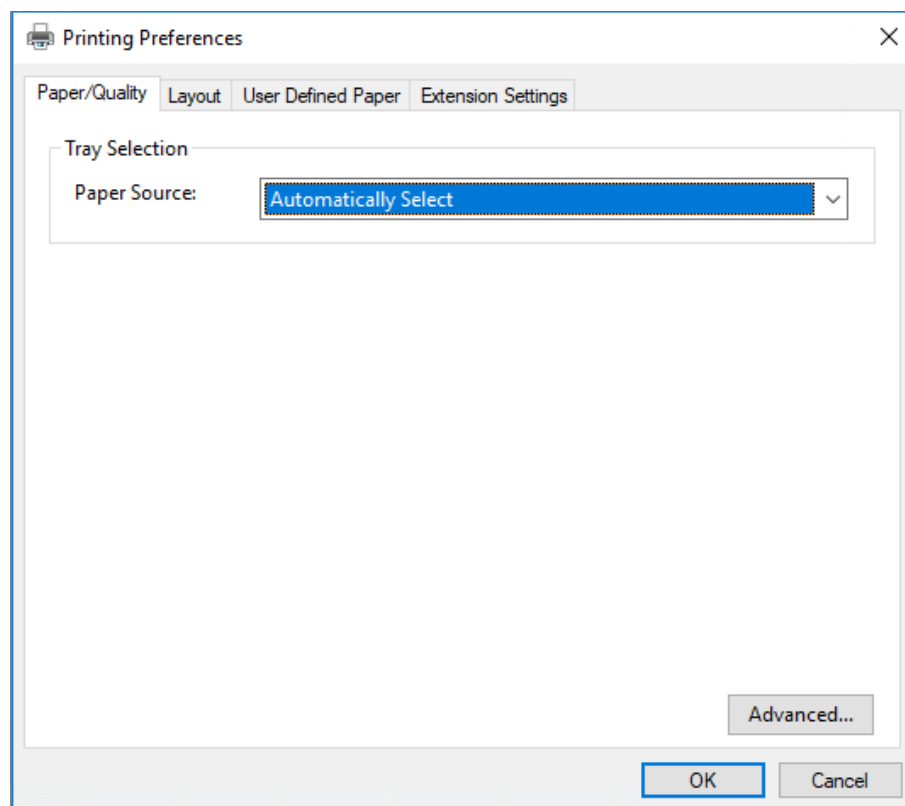 Printing Preferences
Paper/Quality Layout User Defined Paper Extension Settings
Tray Selection
Paper Source: Automatically Select
Advanced...
OK Cancel